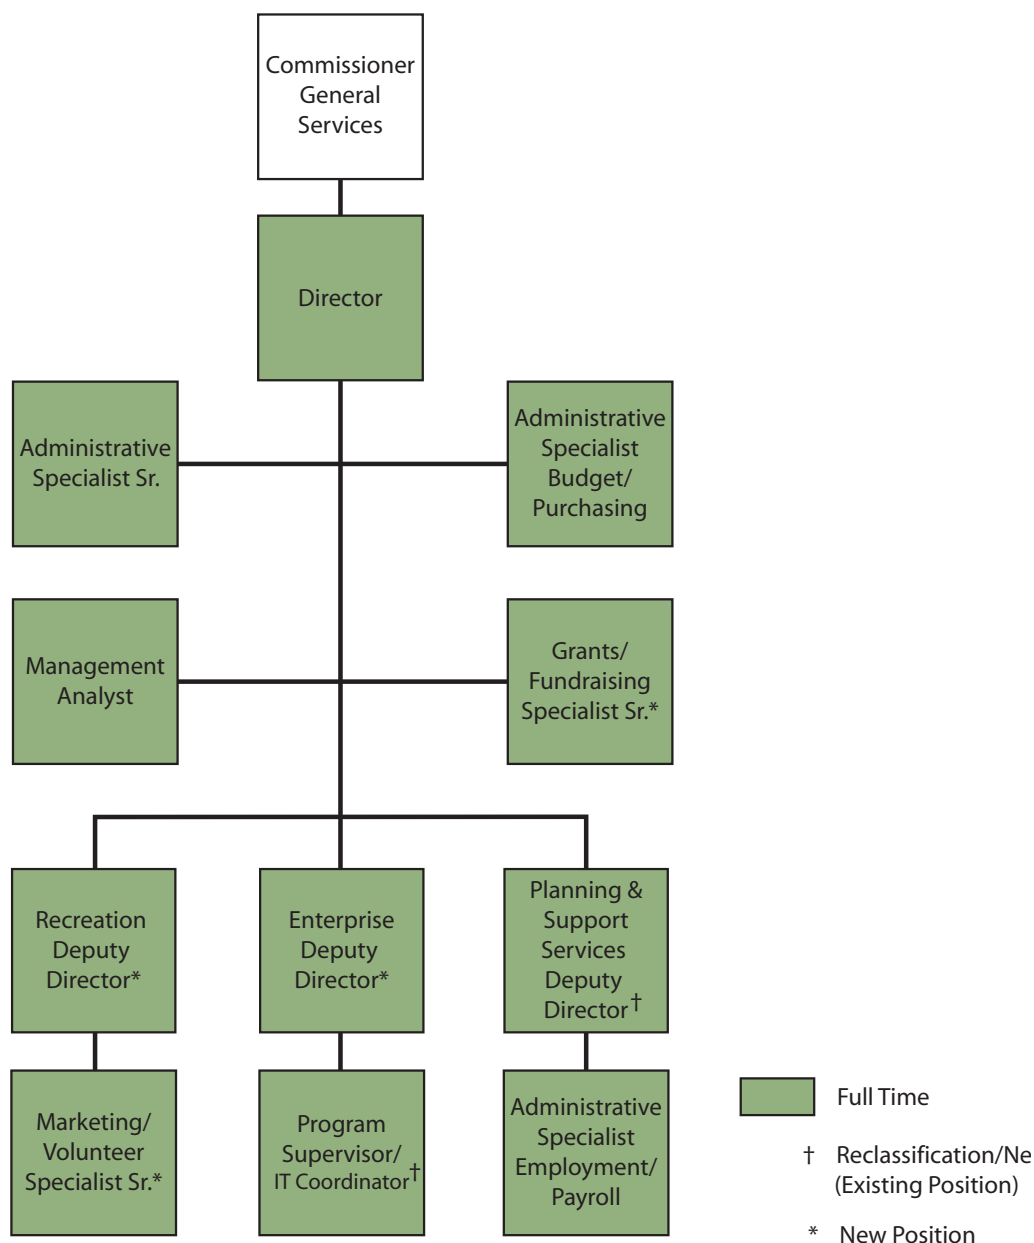 Commissioner
General
Services
Director
Administrative
Specialist Sr.
Administrative
Specialist
Budget/
Purchasing
Management
Analyst
Grants/
Fundraising
Specialist Sr.*
Recreation
Deputy
Director*
Enterprise
Deputy
Director*
Planning &
Support
Services
Deputy
Director†
Marketing/
Volunteer
Specialist Sr.*
Program
Supervisor/
IT Coordinator†
Administrative
Specialist
Employment/
Payroll
Full Time
† Reclassification/Ne
(Existing Position)
* New Position